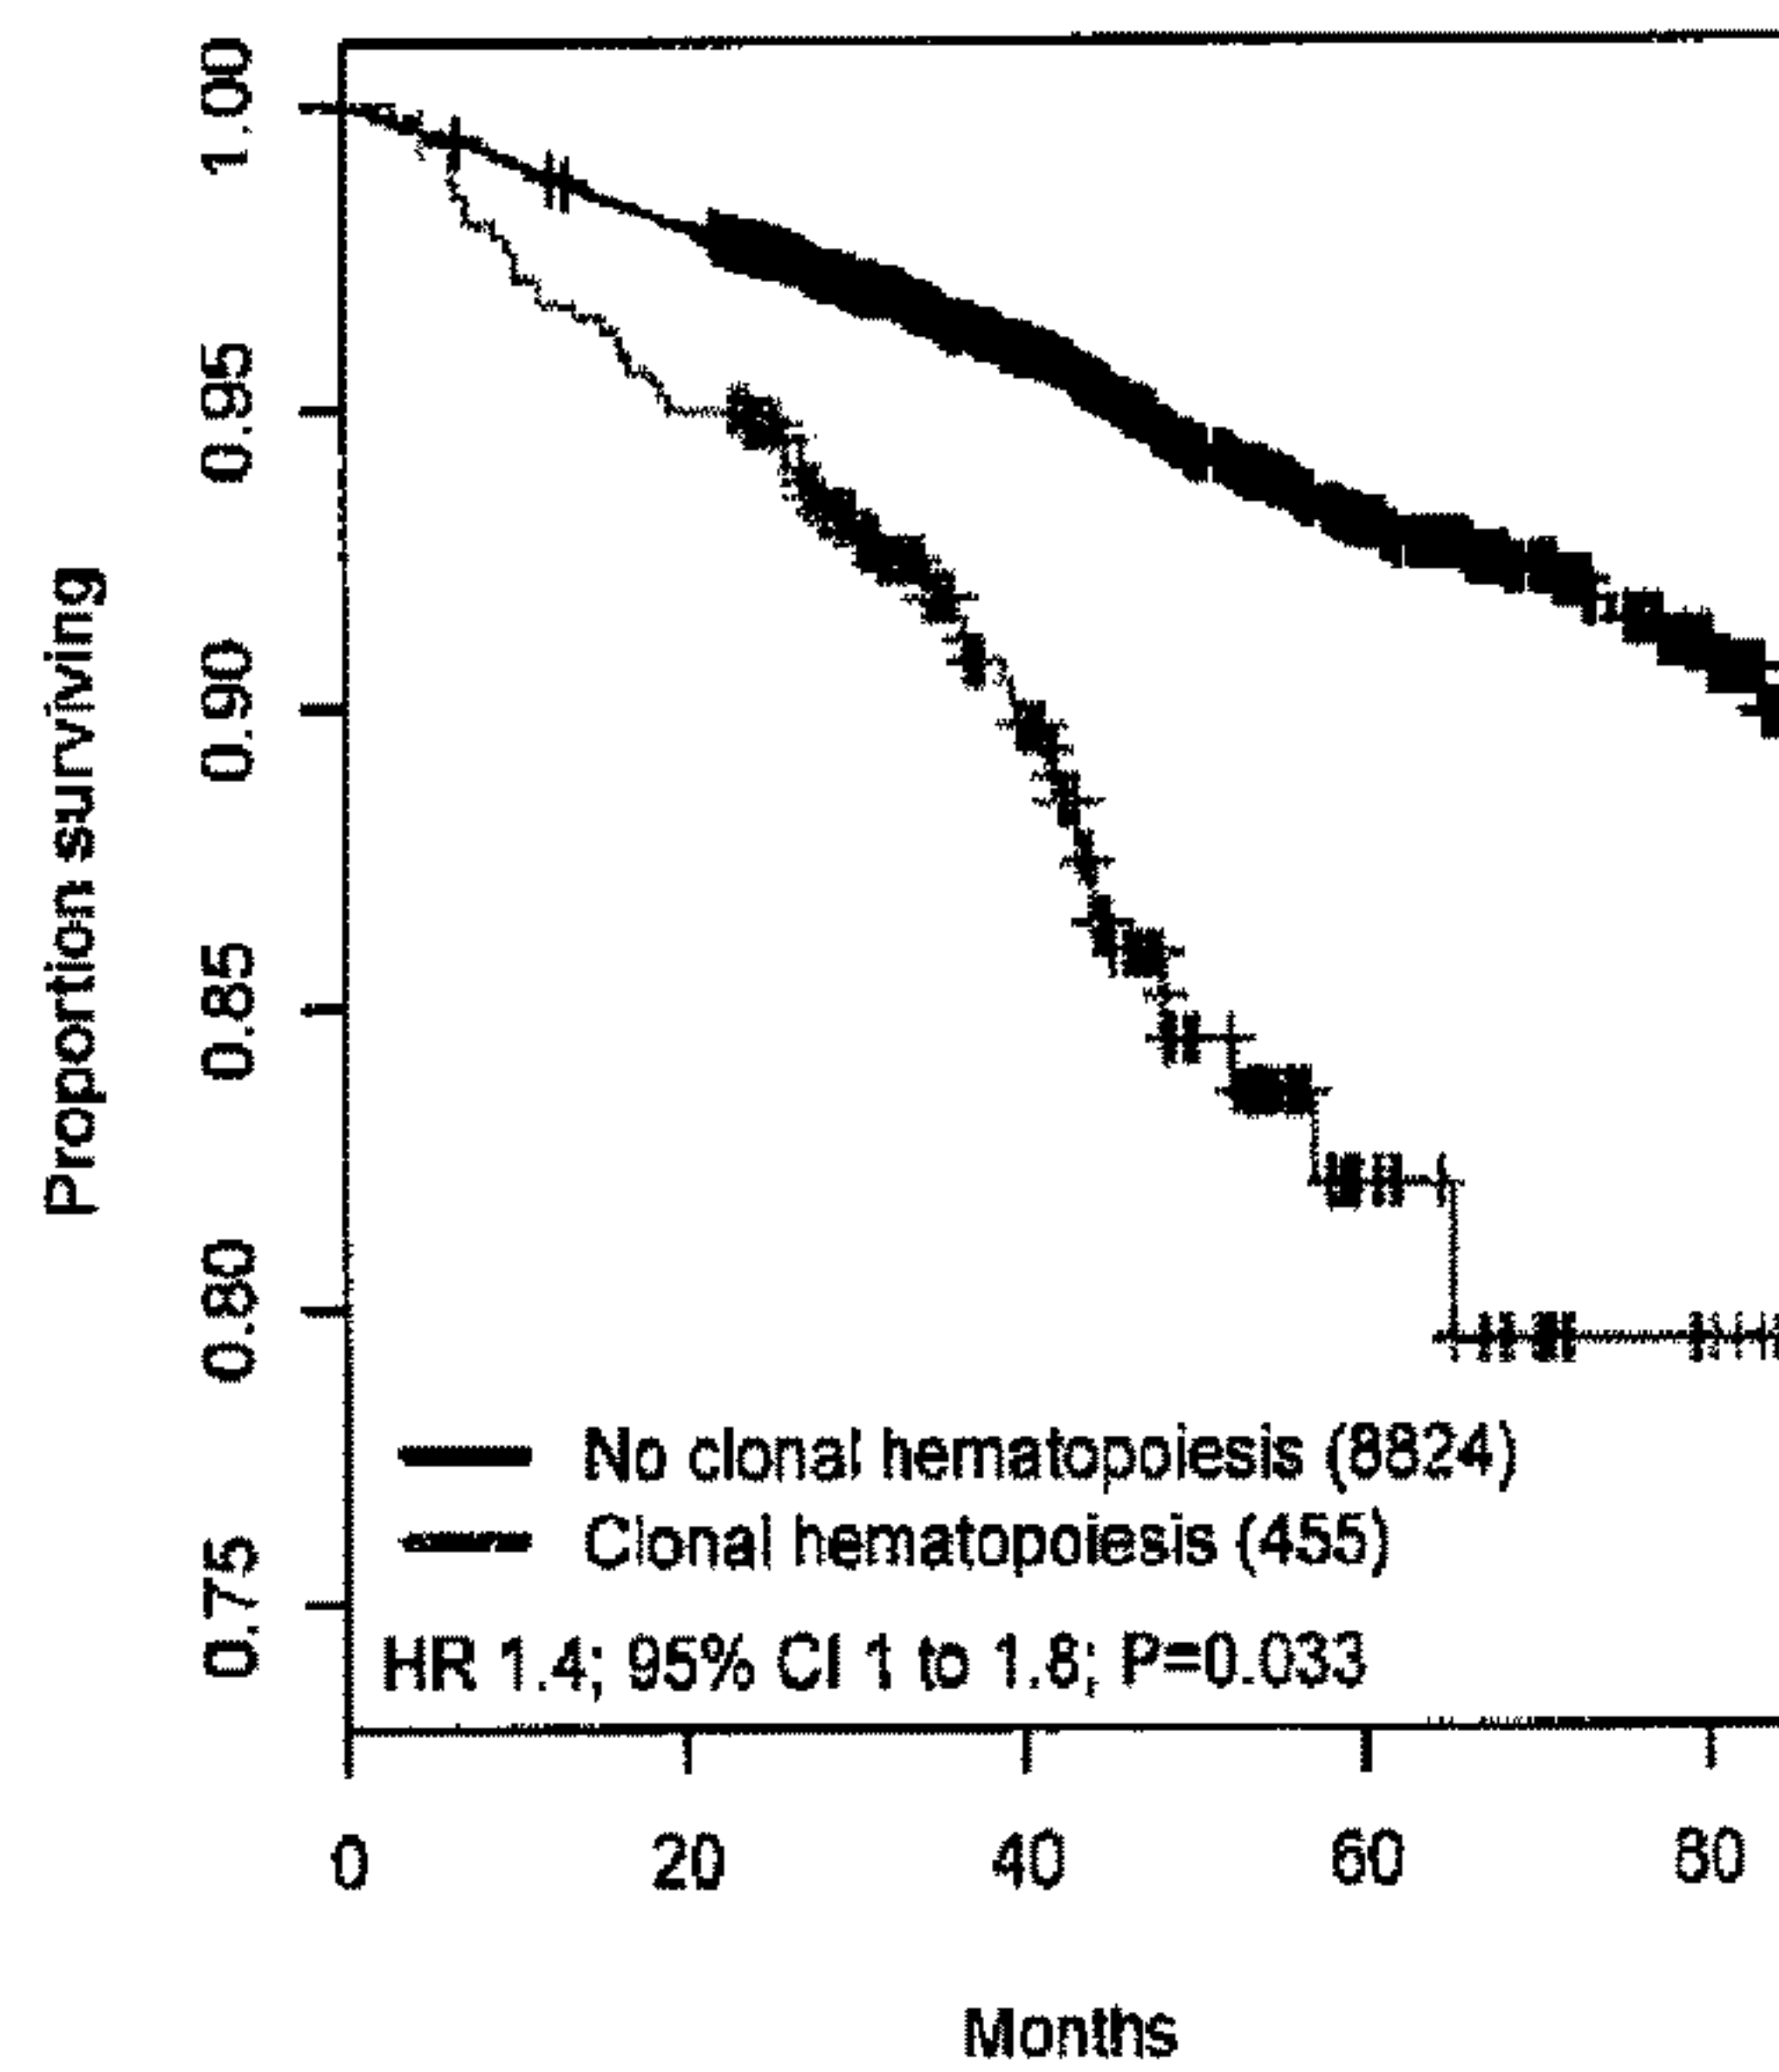 1.00
0.95
0.90
0.85
0.80
0.75
Proportion surviving
No clonal hematopoiesis (8824)
Clonal hematopoiesis (455)
HR 1.4; 95% CI 1 to 1.8; P=0.033
0 20 40 60 80
Months